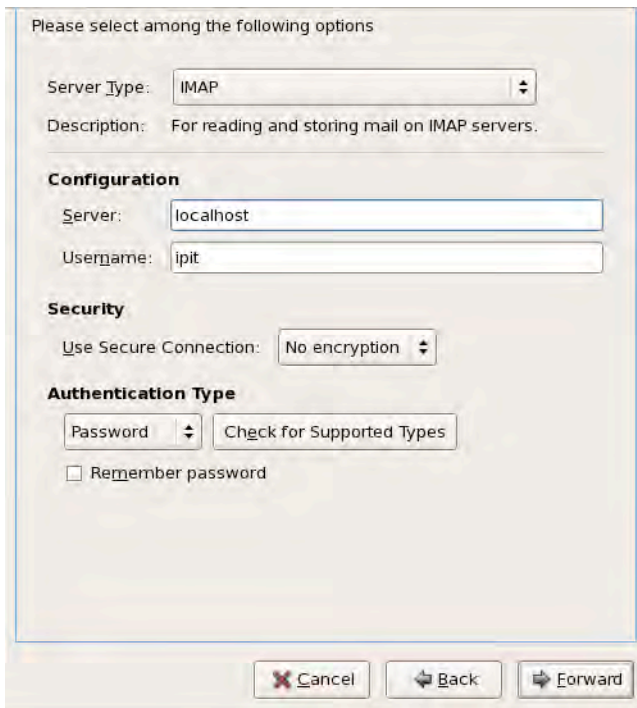 Please select among the following options
Server Type: IMAP
Description: For reading and storing mail on IMAP servers.
Configuration
Server: localhost
Username: ipit
Security
Use Secure Connection: No encryption
Authentication Type
Password Check for Supported Types
Remember password
Cancel Back Forward